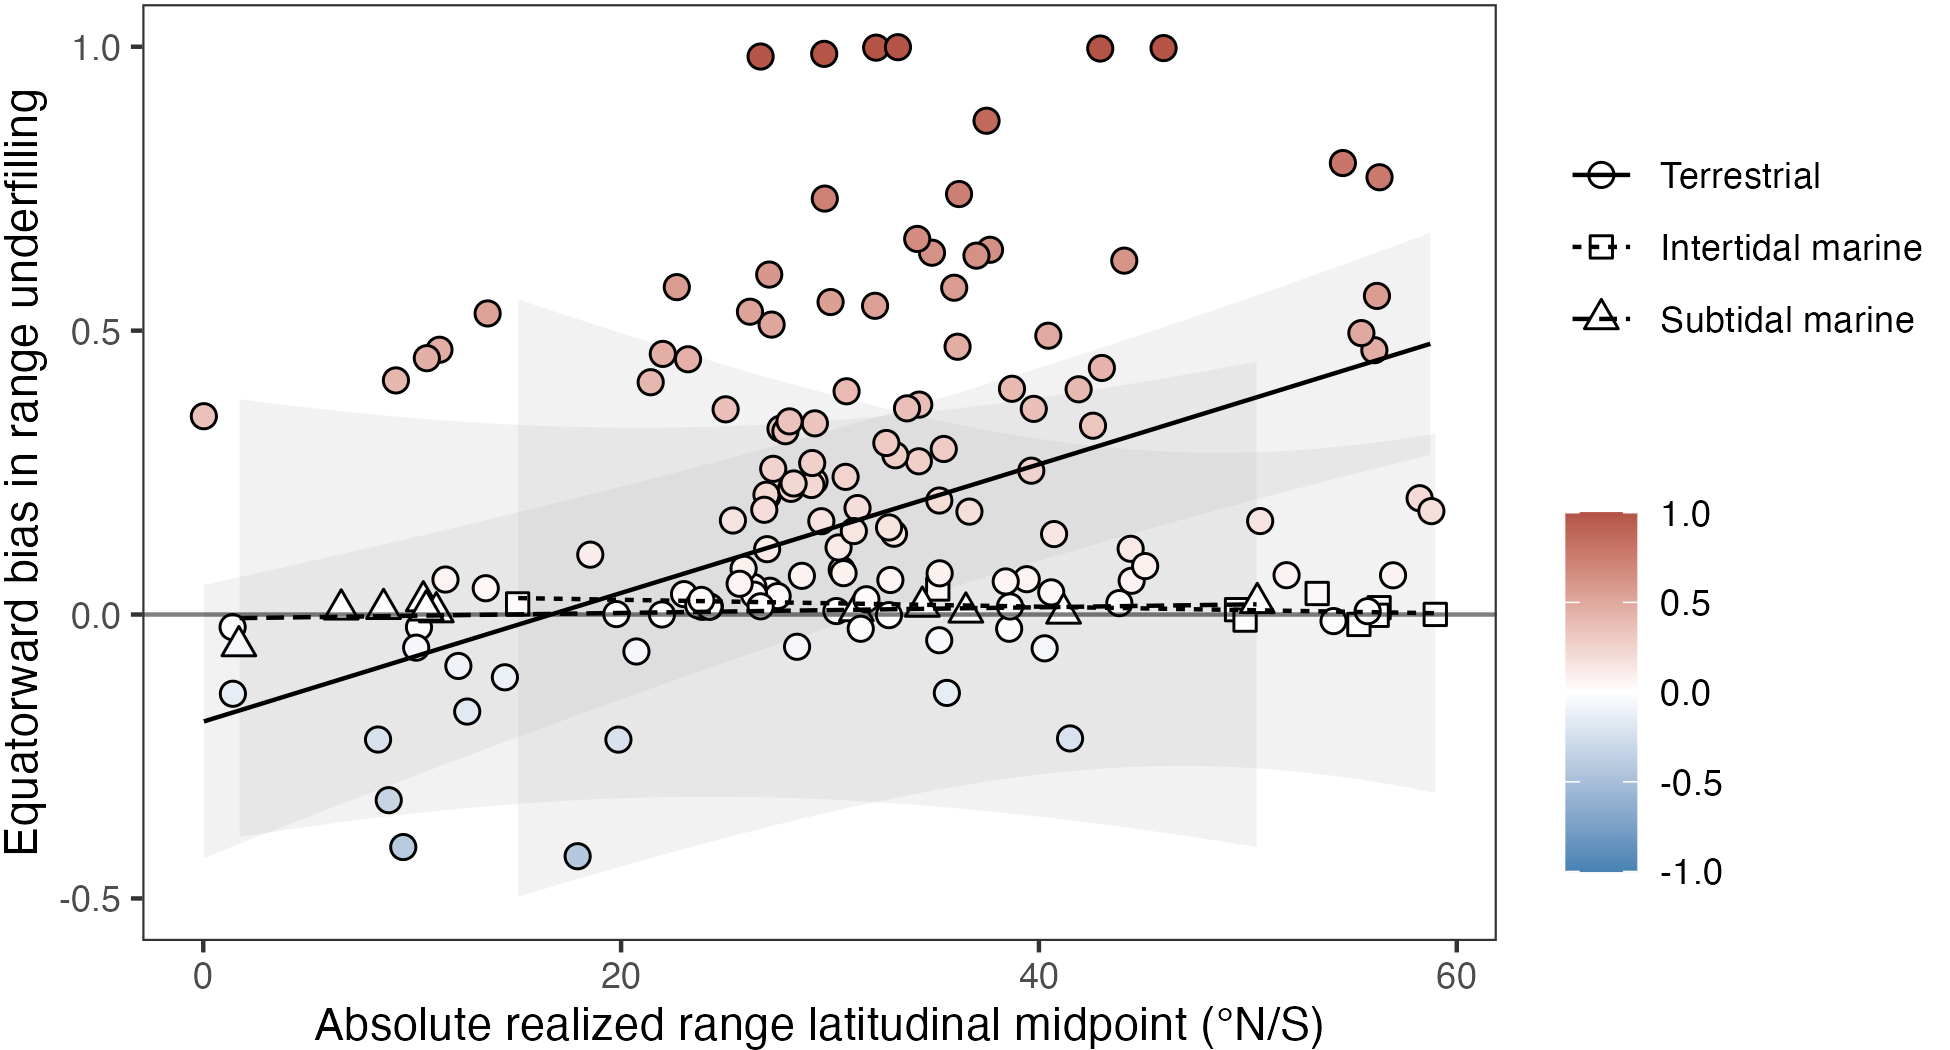 Equatorward bias in range underfilling
1.0
0.5
0.0
-0.5
0
20
40
60
Absolute realized range latitudinal midpoint (°N/S)
Terrestrial
Intertidal marine
Subtidal marine
1.0
0.5
0.0
-0.5
-1.0